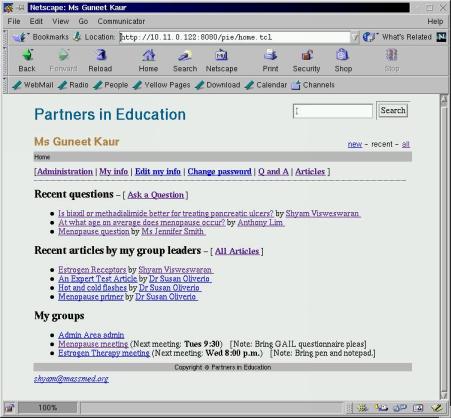 Netscape: Ms Guneet Kaur
File Edit View Go Communicator Help
Bookmarks Location: http://10.11.0.122:8080/pie/home.tcl What's Related
Back Forward Reload Home Search Netscape Print Security Shop Stop
WebMail Radio People Yellow Pages Download Calendar Channels
Partners in Education
Search
Ms Guneet Kaur
new - recent - all
Home
[Administration | My info | Edit my info | Change password | Q and A | Articles ]
Recent questions – [ Ask a Question ]
Is biaxil or methadialimide better for treating pancreatic ulcers? by Shyam Visweswaran
At what age on average does menopause occur? by Anthony Lim
Menopause question by Ms Jennifer Smith
Recent articles by my group leaders – [ All Articles ]
Estrogen Receptors by Shyam Visweswaran
An Expert Test Article by Dr Susan Oliverio
Hot and cold flashes by Dr Susan Oliverio
Menopause primer by Dr Susan Oliverio
My groups
Admin Area admin
Menopause meeting (Next meeting: Tues 9:30) [Note: Bring GAIL questionnaire pleas]
Estrogen Therapy meeting (Next meeting: Wed 8:00 p.m.) [Note: Bring pen and notepad.]
Copyright © Partners in Education
shyam@massmed.org
100%